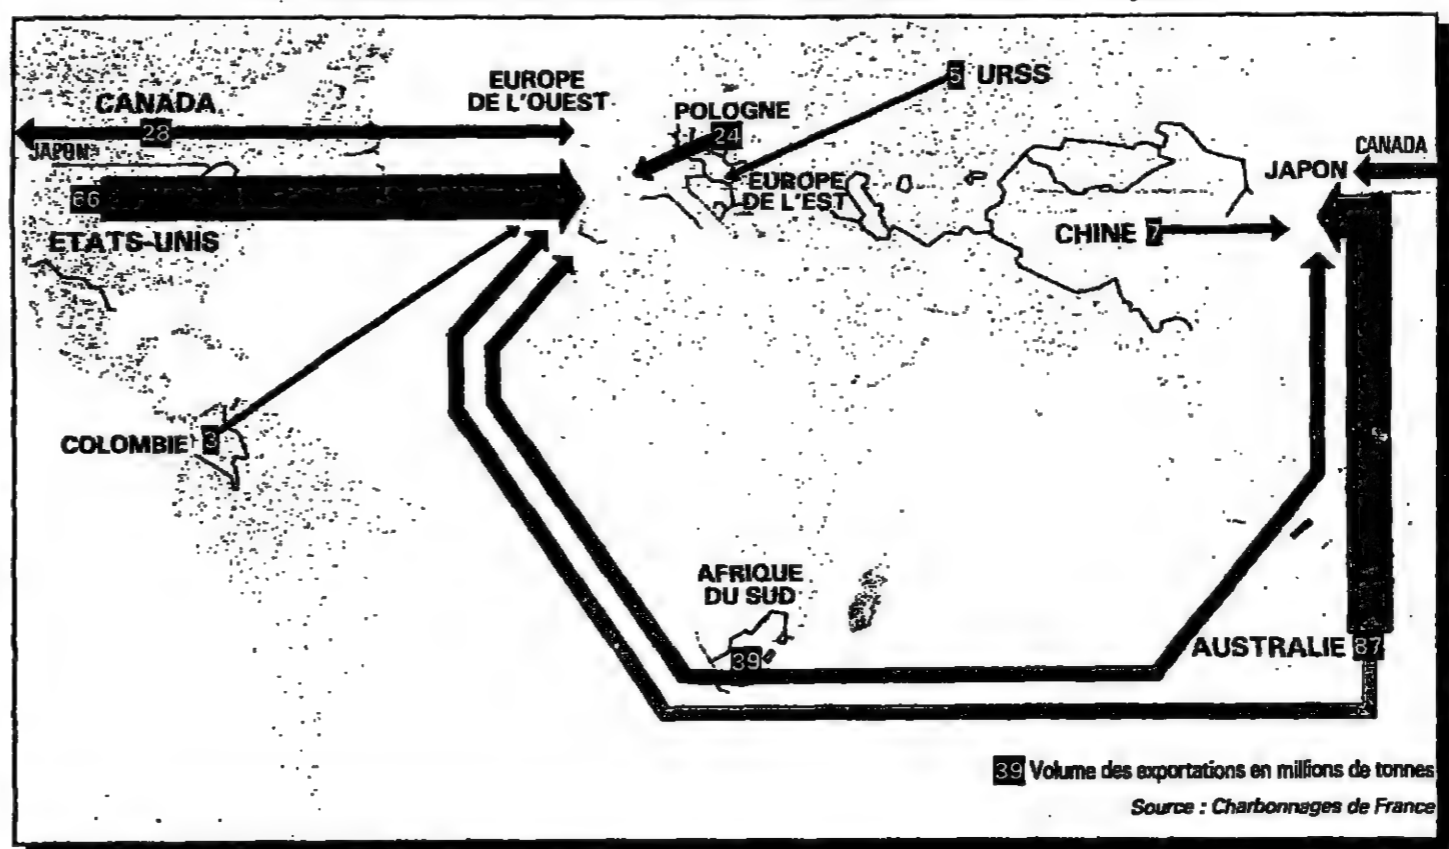 CANADA
28
JAPON
EUROPE
DE L'OUEST
POLOGNE
24
5 URSS
CANADA
JAPON
66
ETATS-UNIS
EUROPE
DE L'EST
CHINE 7
COLOMBIE 3
AFRIQUE
DU SUD
39
AUSTRALIE 87
39 Volume des exportations en millions de tonnes
Source : Charbonnages de France